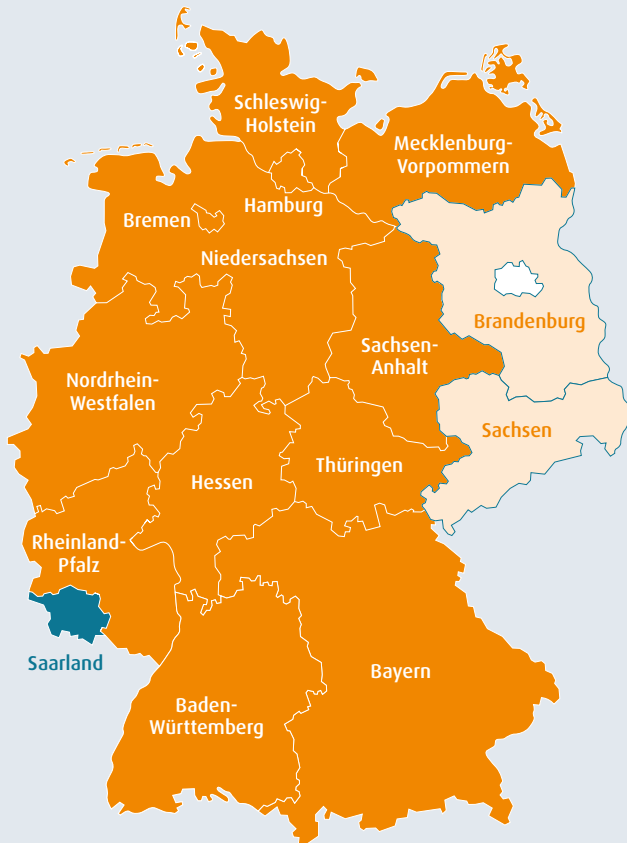 Schleswig-
Holstein
Mecklenburg-
Vorpommern
Hamburg
Bremen
Niedersachsen
Brandenburg
Sachsen-
Anhalt
Nordrhein-
Westfalen
Sachsen
Thüringen
Hessen
Rheinland-
Pfalz
Saarland
Bayern
Baden-
Württemberg